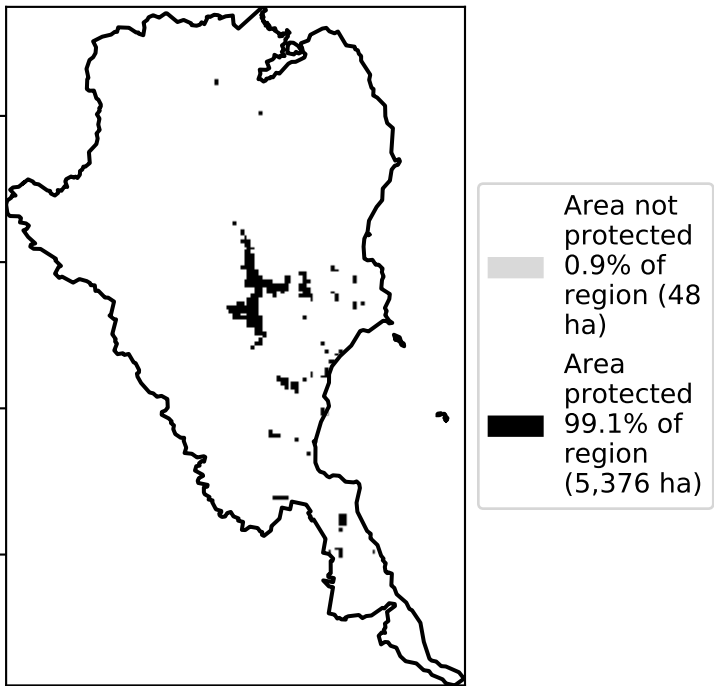 Area not
protected
0.9% of
region (48
ha)
Area
protected
99.1% of
region
(5,376 ha)